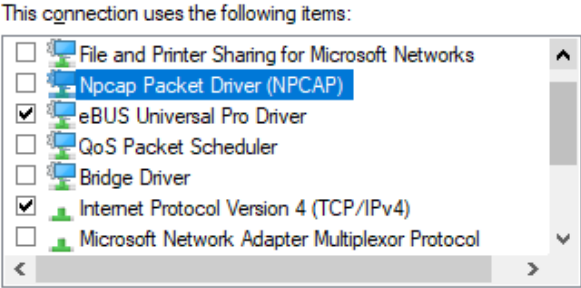 This connection uses the following items:
File and Printer Sharing for Microsoft Networks
Npcap Packet Driver (NPCAP)
eBUS Universal Pro Driver
QoS Packet Scheduler
Bridge Driver
Internet Protocol Version 4 (TCP/IPv4)
Microsoft Network Adapter Multiplexor Protocol